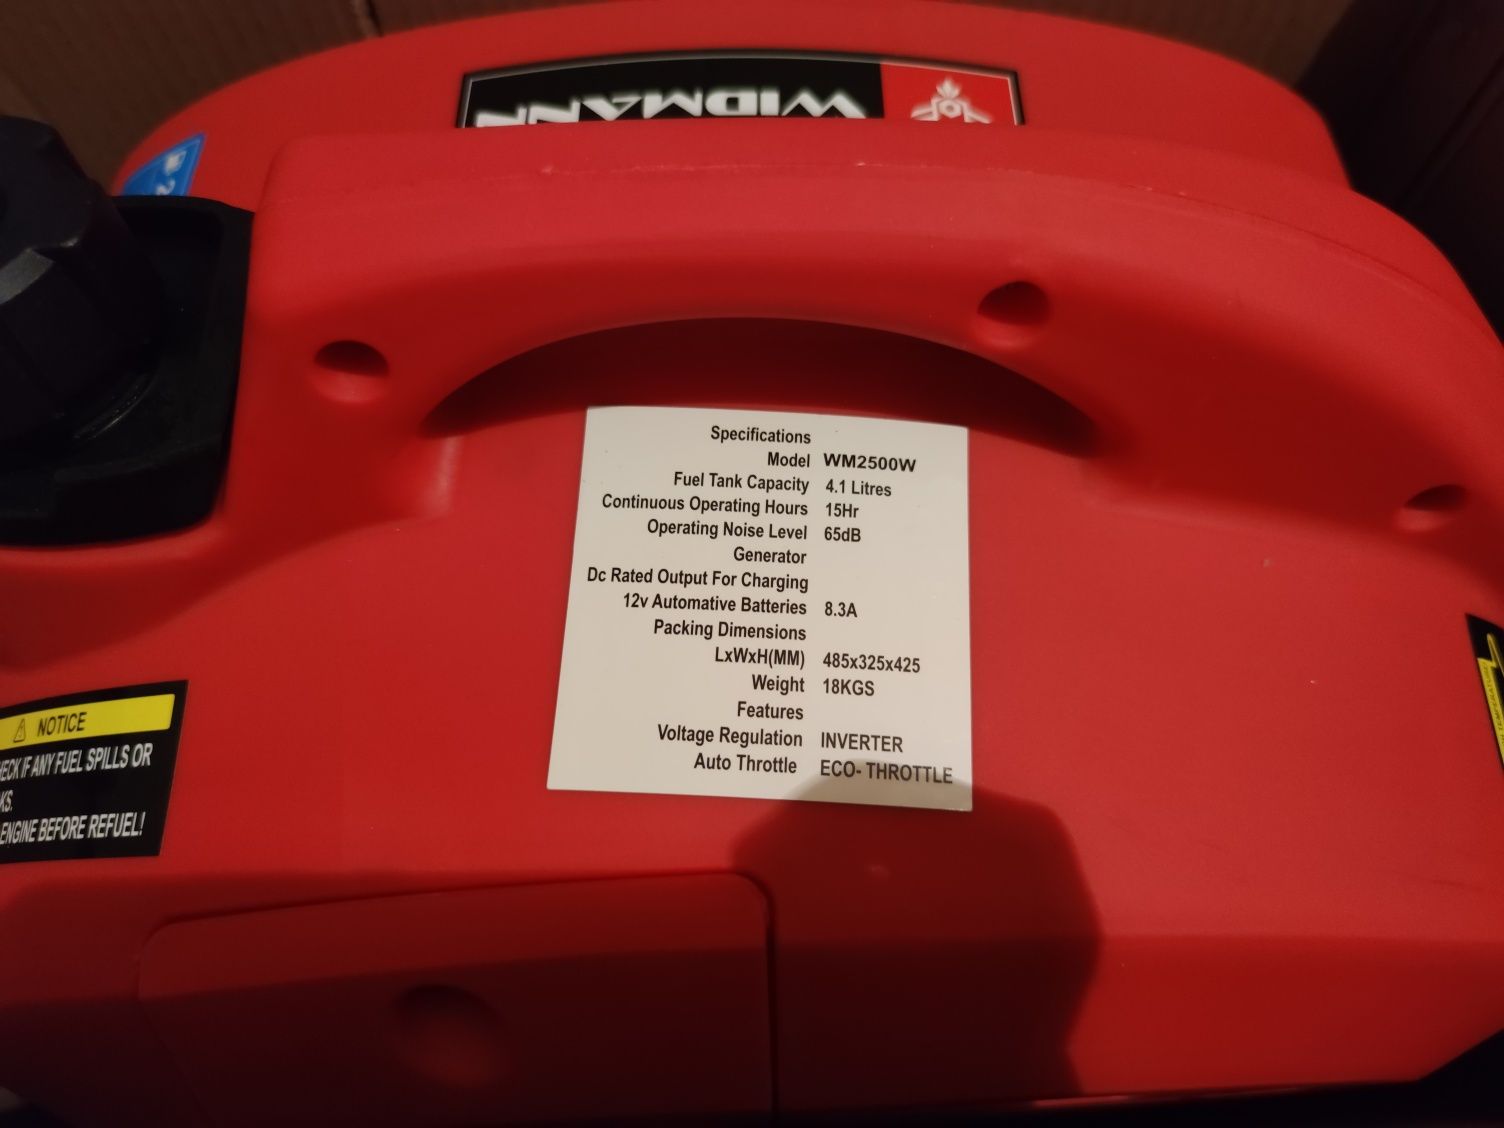 WIDMANN
Specifications
Model WM2500W
Fuel Tank Capacity 4.1 Litres
Continuous Operating Hours 15Hr
Operating Noise Level 65dB
Generator
Dc Rated Output For Charging
12v Automative Batteries 8.3A
Packing Dimensions
LxWxH(MM) 485x325x425
Weight 18KGS
Features
Voltage Regulation INVERTER
Auto Throttle ECO- THROTTLE
NOTICE
IF ANY FUEL SPILLS OR
ENGINE BEFORE REFUEL!